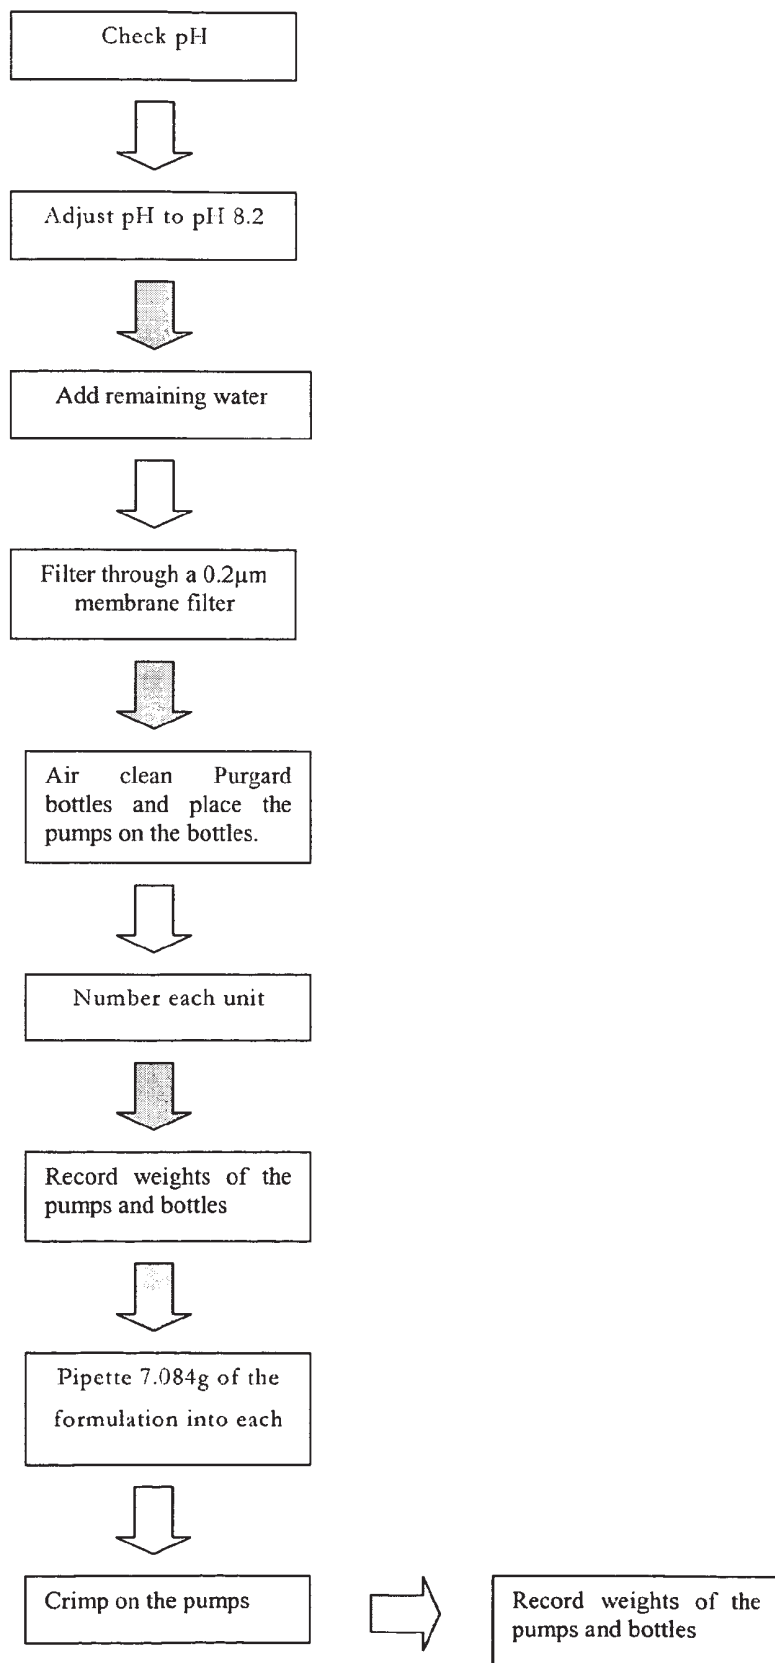 Check pH
Adjust pH to pH 8.2
Add remaining water
Filter through a 0.2µm
membrane filter
Air clean Purgard
bottles and place the
pumps on the bottles.
Number each unit
Record weights of the
pumps and bottles
Pipette 7.084g of the
formulation into each
Crimp on the pumps
Record weights of the
pumps and bottles